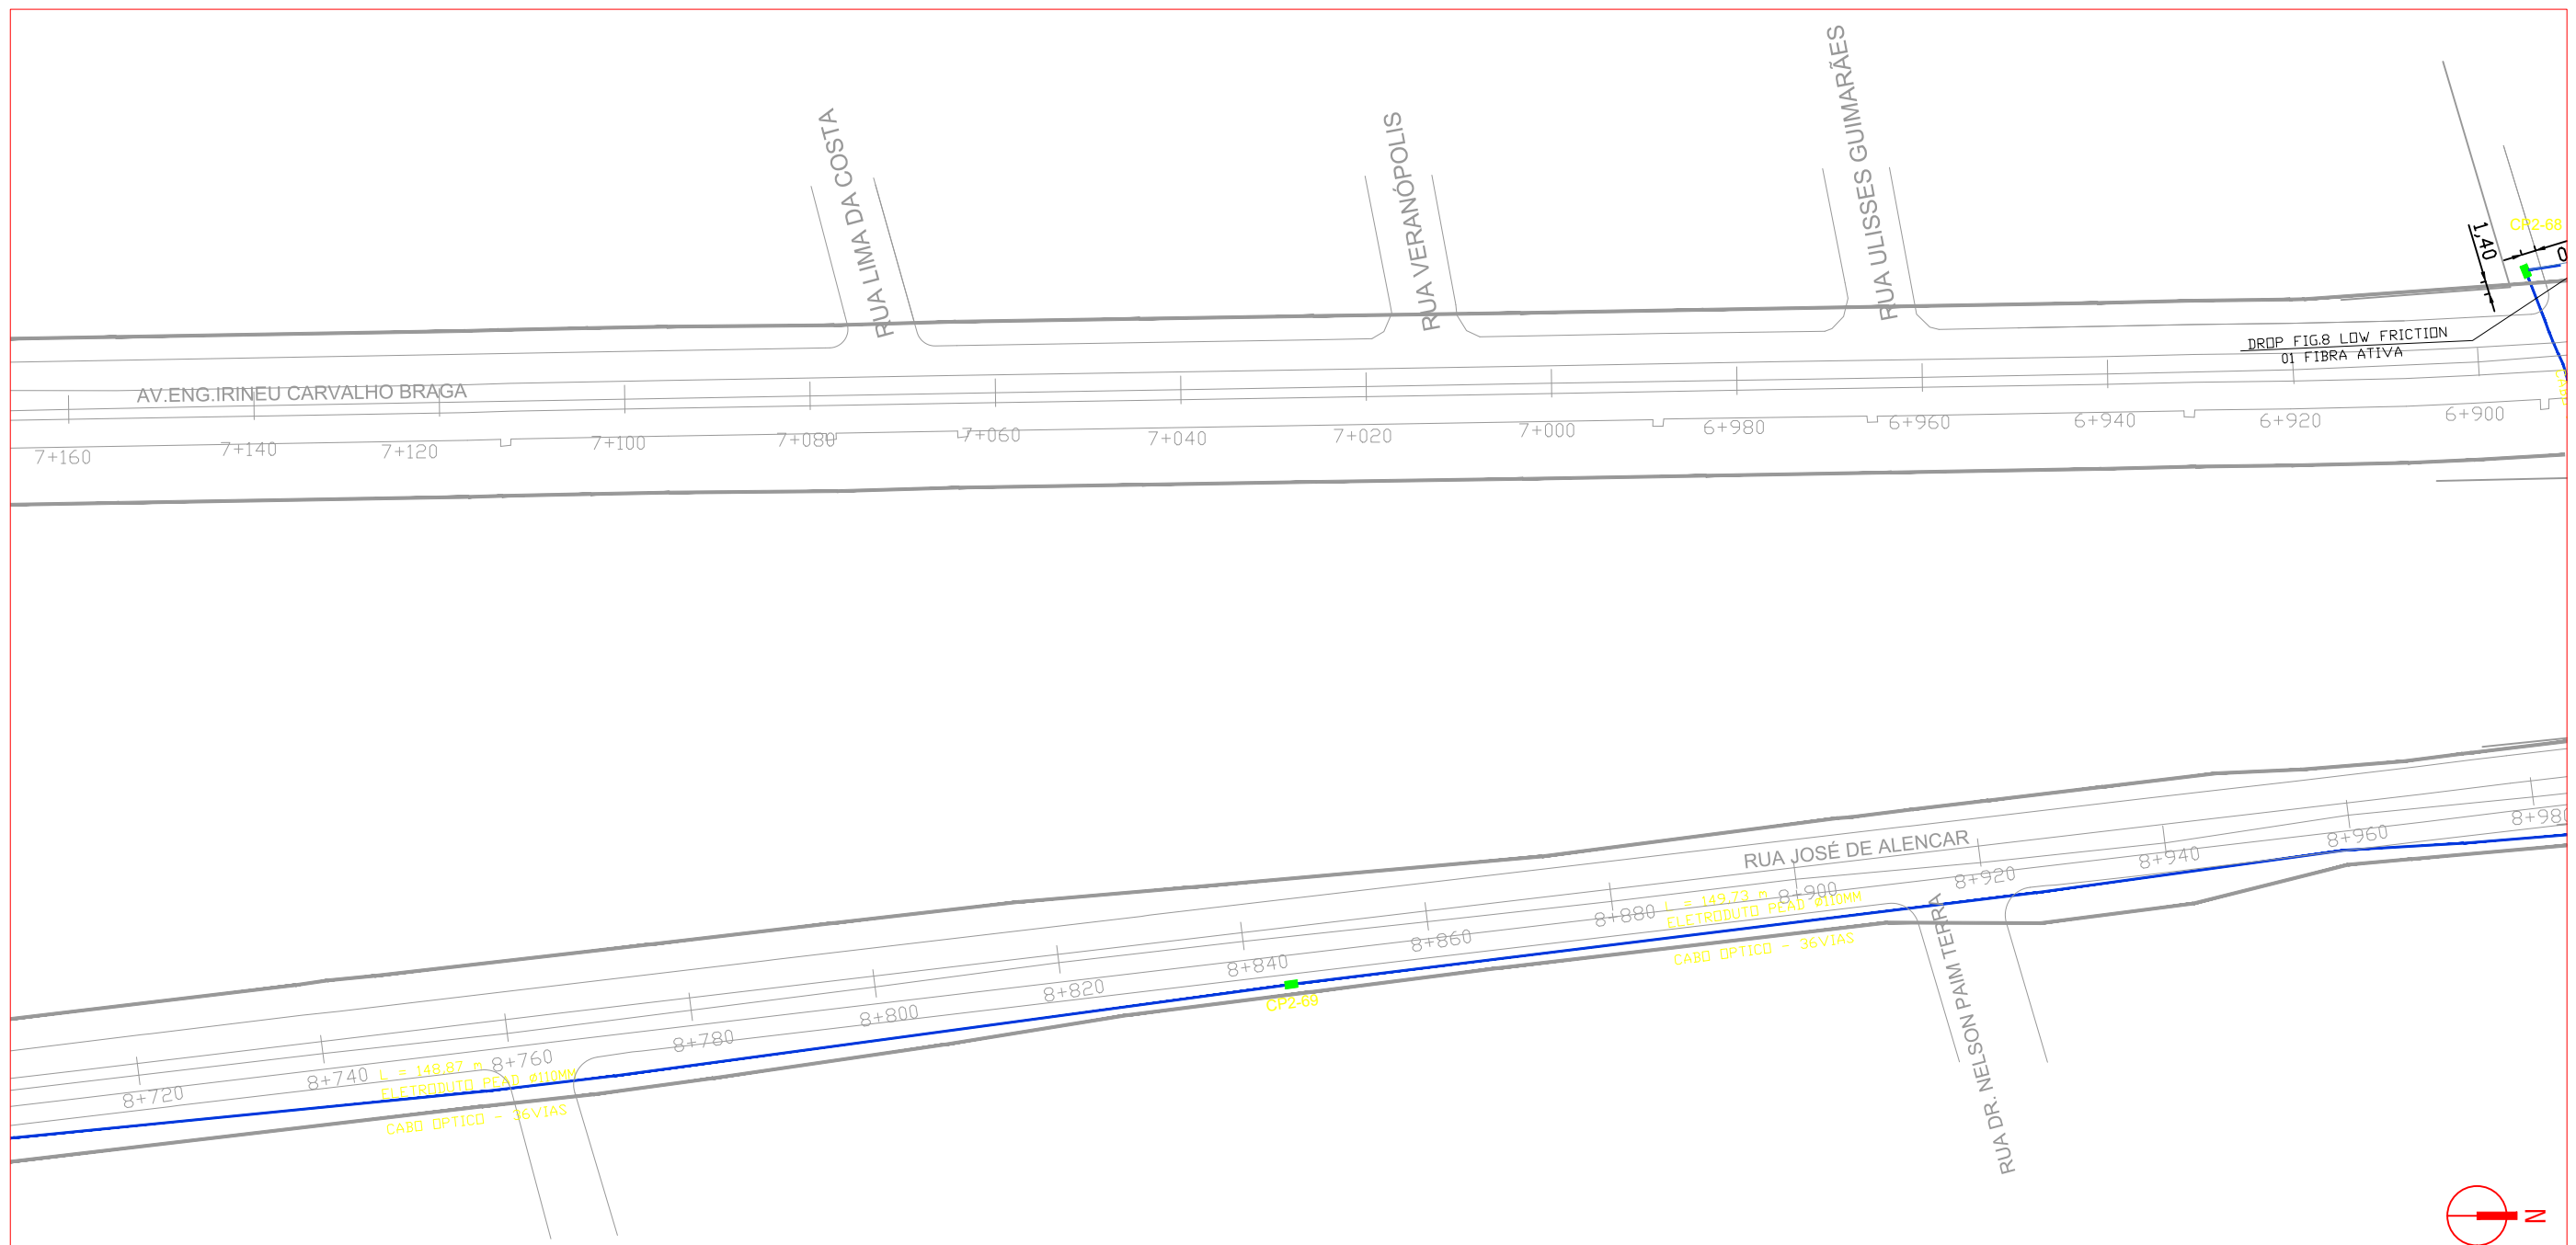 RUA LIMA DA COSTA
RUA VERANÓPOLIS
RUA ULISSES GUIMARÃES
CP2-68
1,40
0
DROP FIG.8 LOW FRICTION
01 FIBRA ATIVA
AV.ENG.IRINEU CARVALHO BRAGA
7+160
7+140
7+120
7+100
7+080
7+060
7+040
7+020
7+000
6+980
6+960
6+940
6+920
6+900
RUA JOSÉ DE ALENCAR
8+720
8+740
8+760
8+780
8+800
8+820
8+840
8+860
8+880
8+900
8+920
8+940
8+960
8+980
L = 148.87 m
ELETRODUTO PEAD Ø110MM
CABO OPTICO - 36VIAS
CP2-69
L = 149.73 m
ELETRODUTO PEAD Ø110MM
CABO OPTICO - 36VIAS
RUA DR. NELSON PAIM TERRA
N